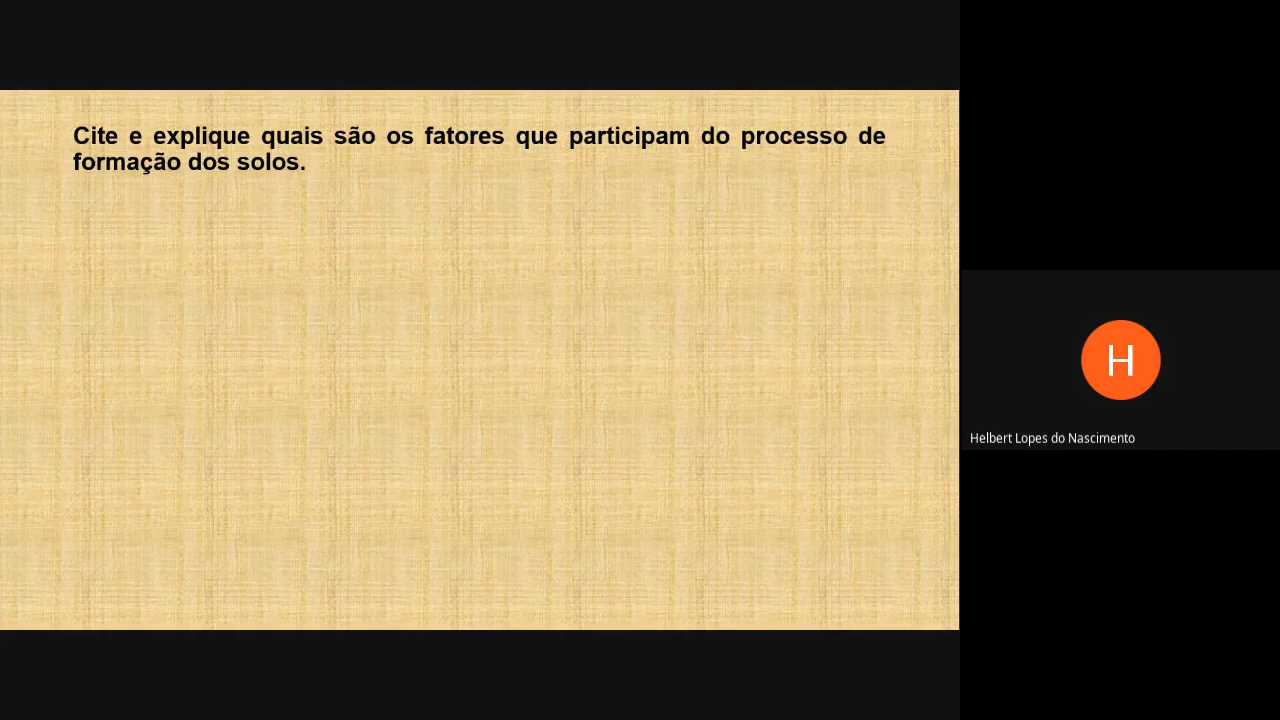 Cite e explique quais são os fatores que participam do processo de
formação dos solos.
H
Helbert Lopes do Nascimento